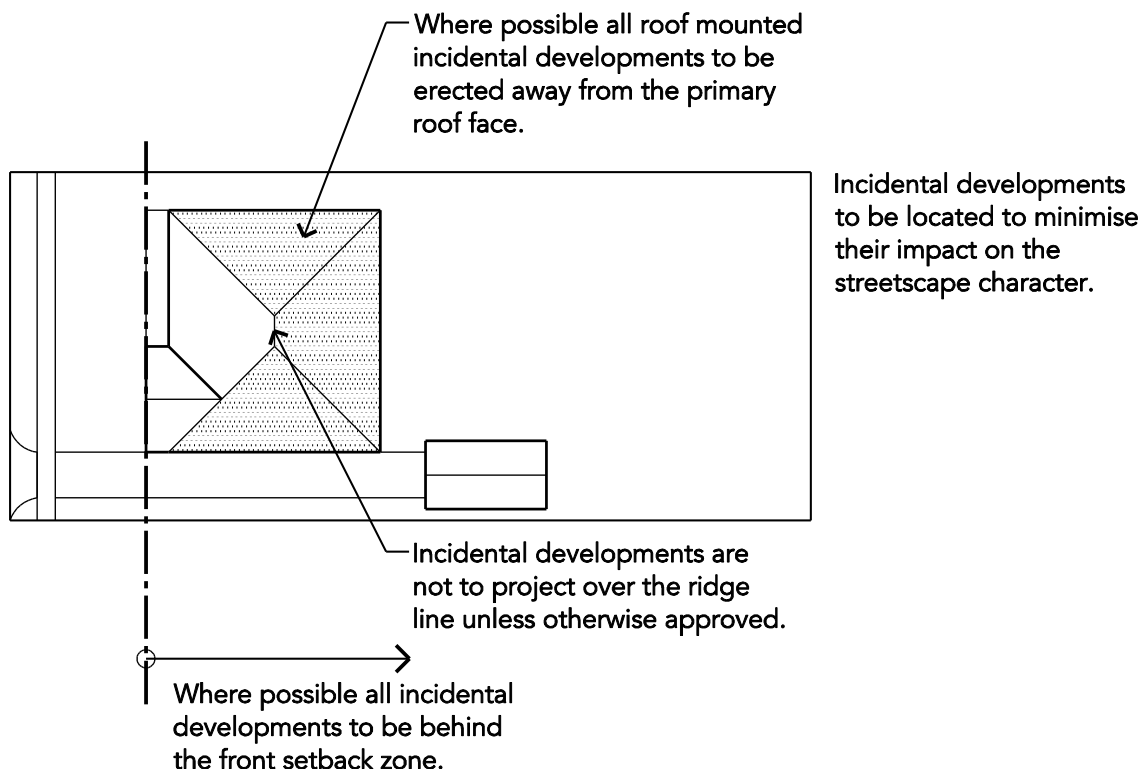 Where possible all roof mounted
incidental developments to be
erected away from the primary
roof face.
Incidental developments
to be located to minimise
their impact on the
streetscape character.
Incidental developments are
not to project over the ridge
line unless otherwise approved.
Where possible all incidental
developments to be behind
the front setback zone.